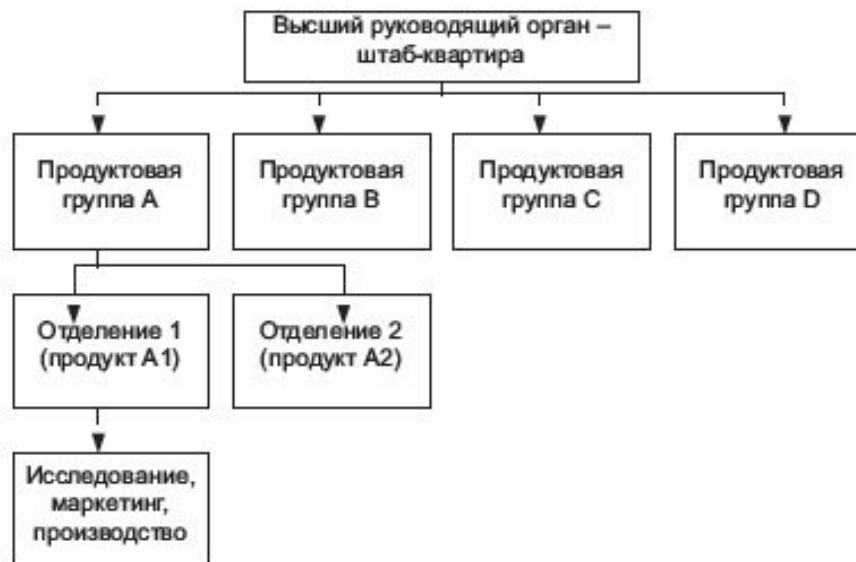 Высший руководящий орган –
штаб-квартира
Продуктовая
группа А
Продуктовая
группа В
Продуктовая
группа С
Продуктовая
группа D
Отделение 1
(продукт А1)
Отделение 2
(продукт А2)
Исследование,
маркетинг,
производство